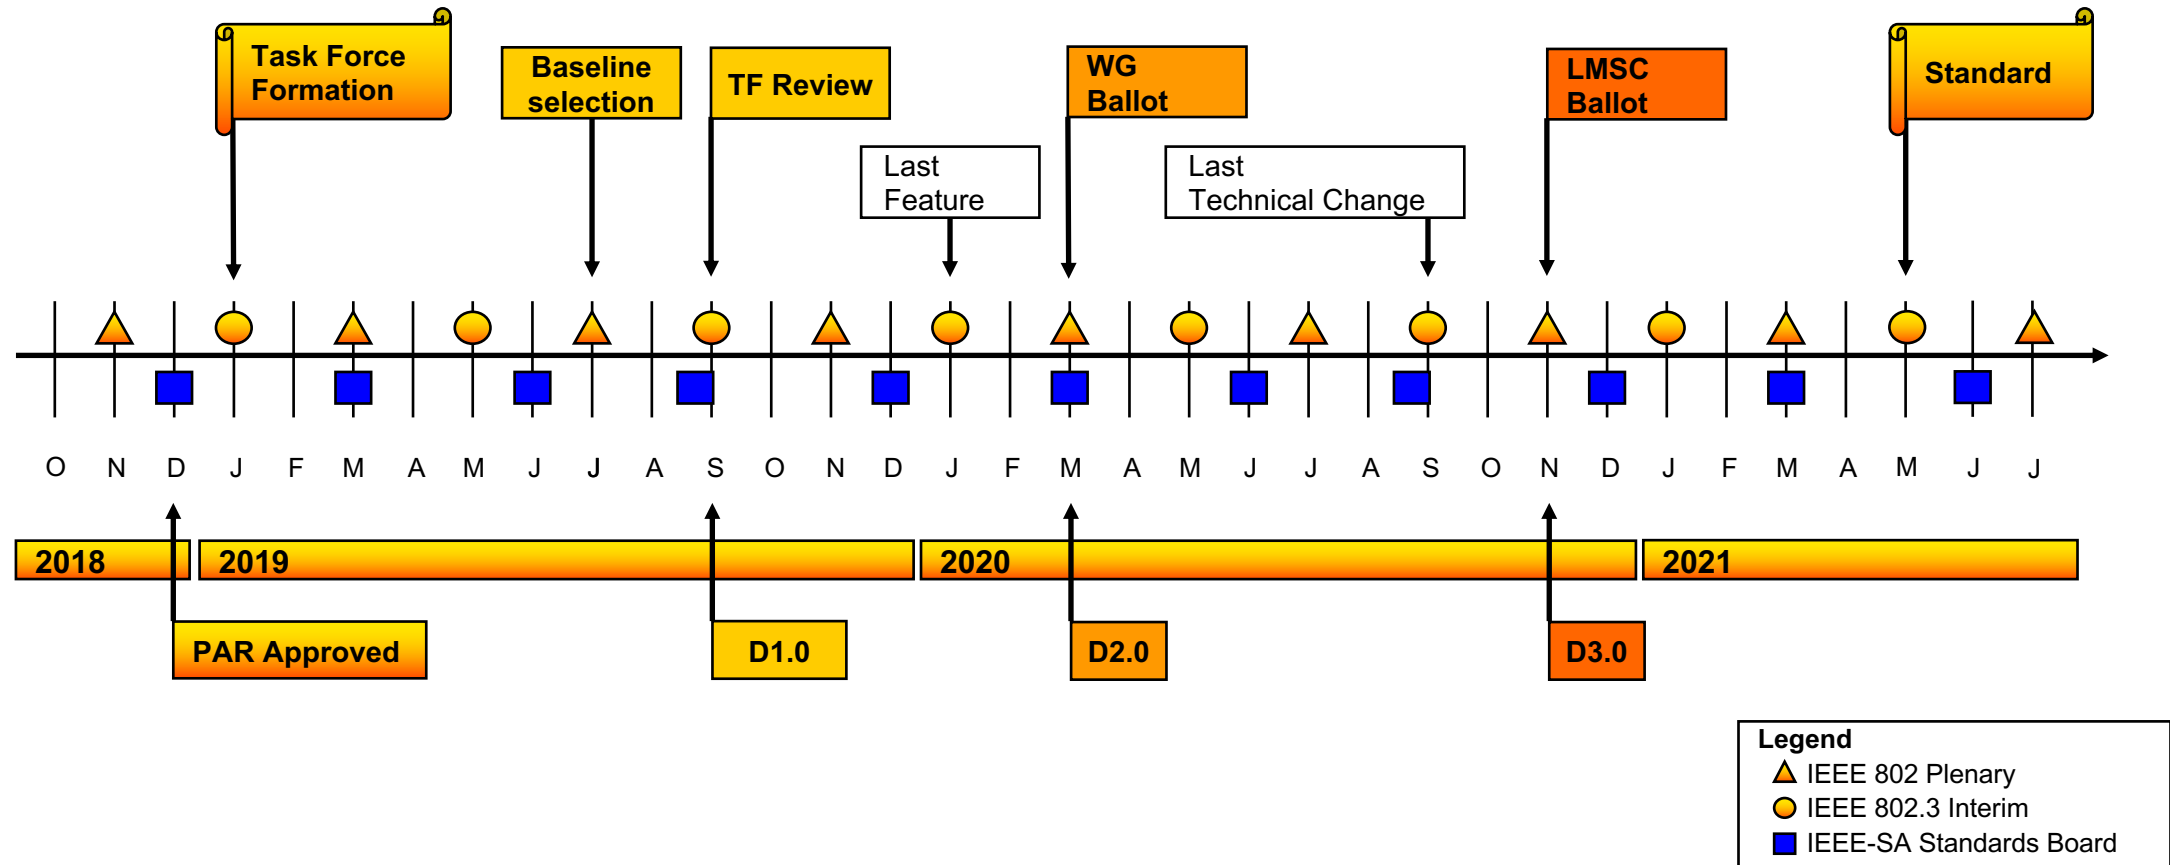 Task Force
Formation
Baseline
selection
TF Review
WG
Ballot
LMSC
Ballot
Standard
Last
Feature
Last
Technical Change
O N D J F M A M J J A S O N D J F M A M J J A S O N D J F M A M J J
2018 2019 2020 2021
PAR Approved
D1.0
D2.0
D3.0
Legend
IEEE 802 Plenary
IEEE 802.3 Interim
IEEE-SA Standards Board